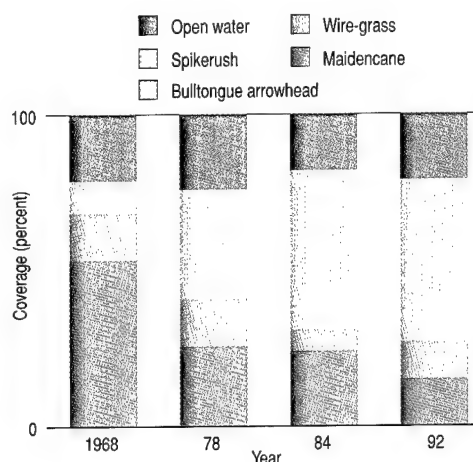 Open water
Wire-grass
Spikerush
Maidencane
Bulltongue arrowhead
100
Coverage (percent)
0
1968 78 84 92
Year